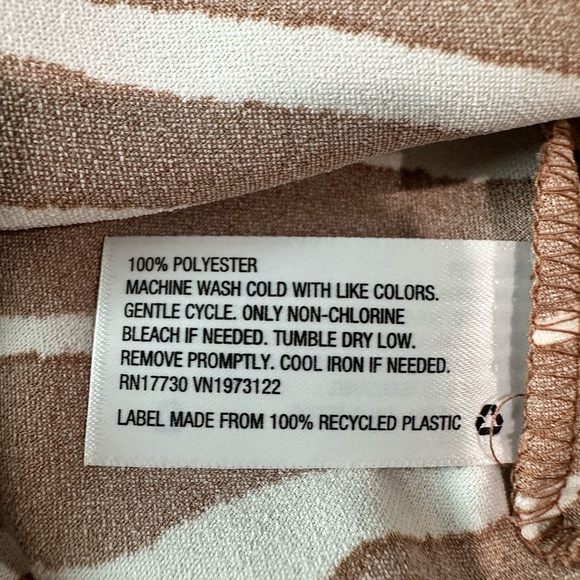 100% POLYESTER
MACHINE WASH COLD WITH LIKE COLORS.
GENTLE CYCLE. ONLY NON-CHLORINE
BLEACH IF NEEDED. TUMBLE DRY LOW.
REMOVE PROMPTLY. COOL IRON IF NEEDED.
RN17730 VN1973122
LABEL MADE FROM 100% RECYCLED PLASTIC